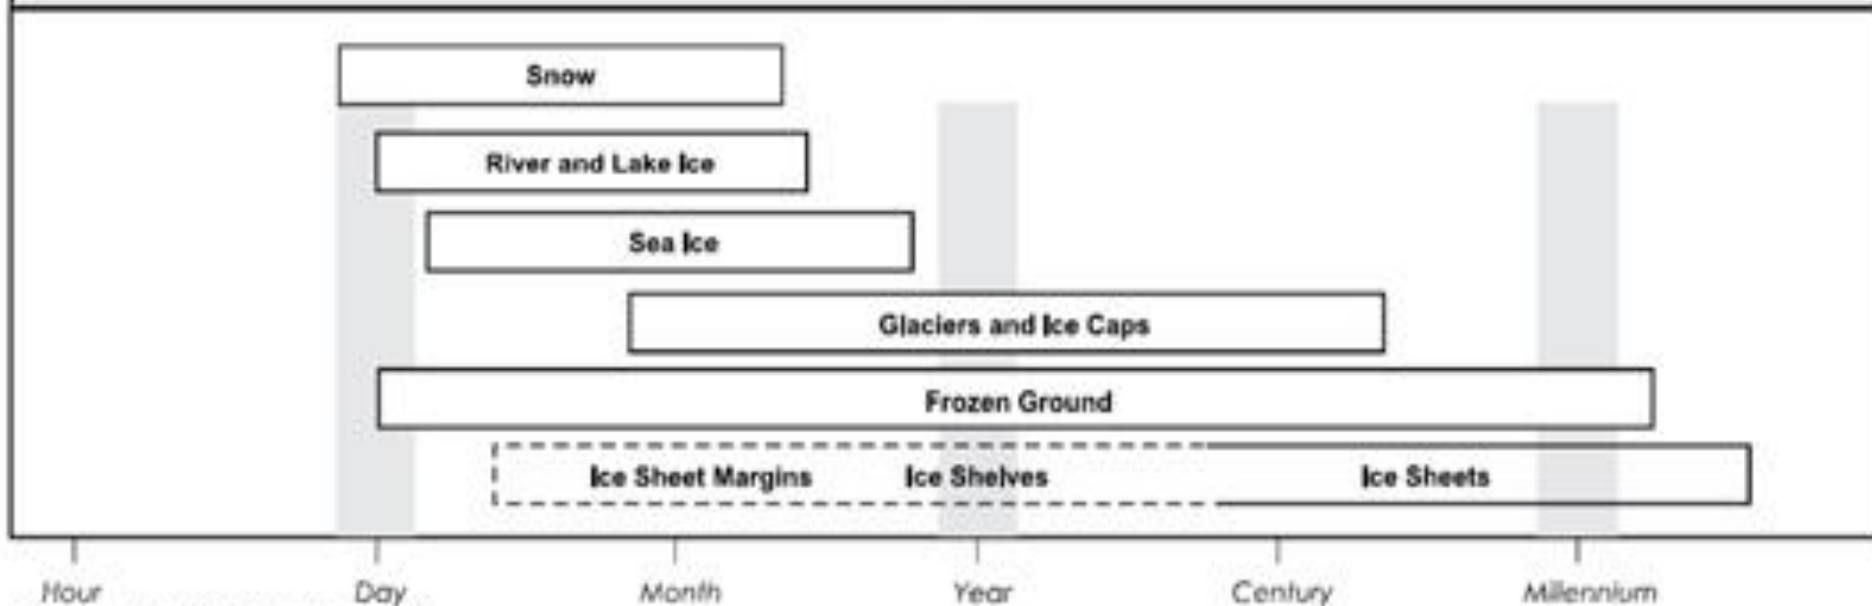 Snow
River and Lake Ice
Sea Ice
Glaciers and Ice Caps
Frozen Ground
Ice Sheet Margins Ice Shelves Ice Sheets
Hour Day Month Year Century Millennium